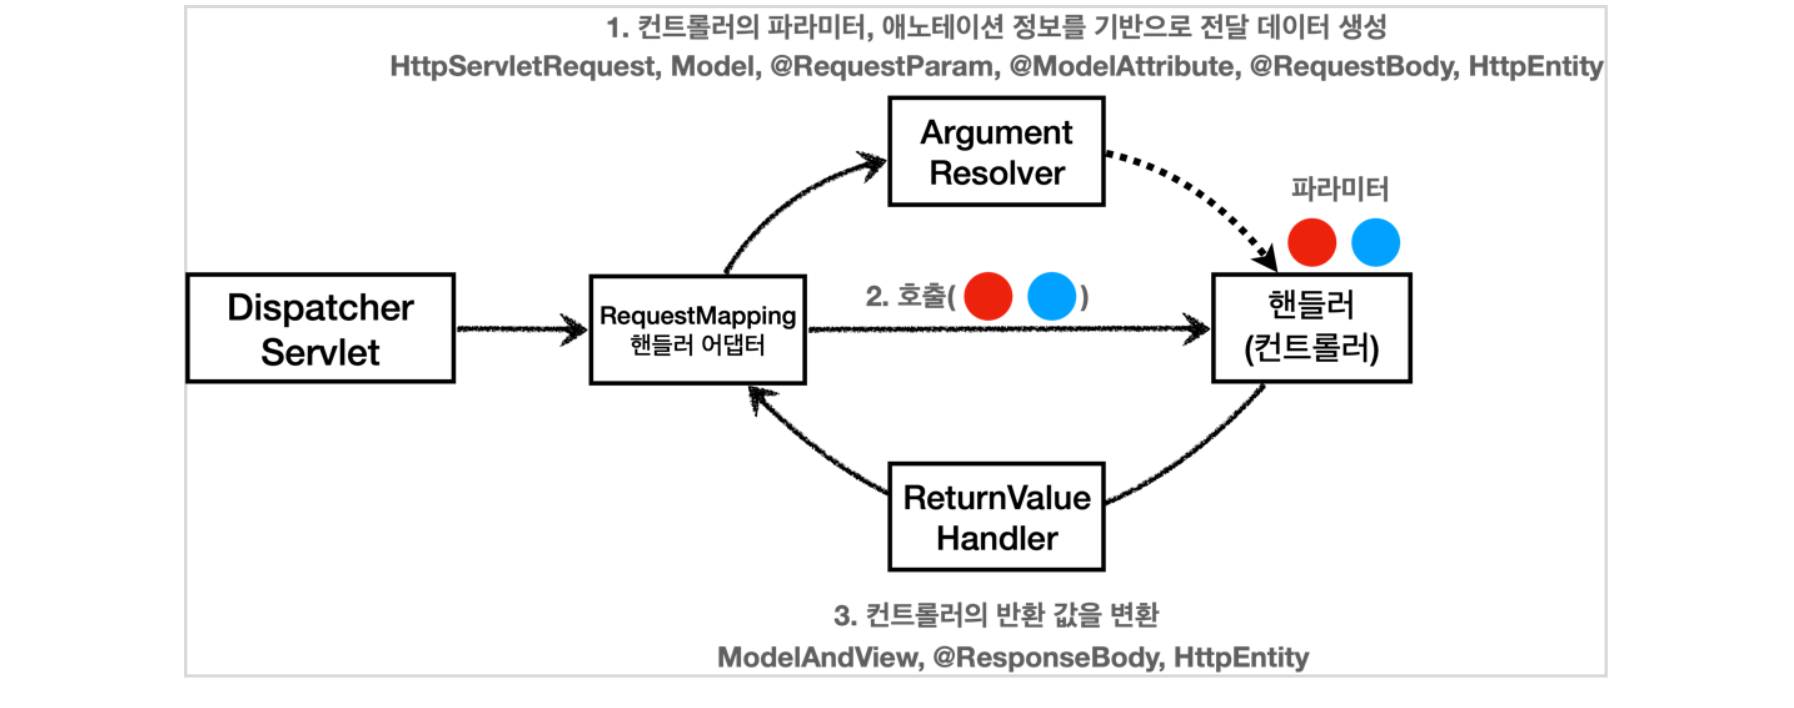 1. 컨트롤러의 파라미터, 애노테이션 정보를 기반으로 전달 데이터 생성
HttpServletRequest, Model, @RequestParam, @ModelAttribute, @RequestBody, HttpEntity
Argument
Resolver
파라미터
Dispatcher
Servlet
RequestMapping
핸들러 어댑터
2. 호출( )
핸들러
(컨트롤러)
ReturnValue
Handler
3. 컨트롤러의 반환 값을 변환
ModelAndView, @ResponseBody, HttpEntity